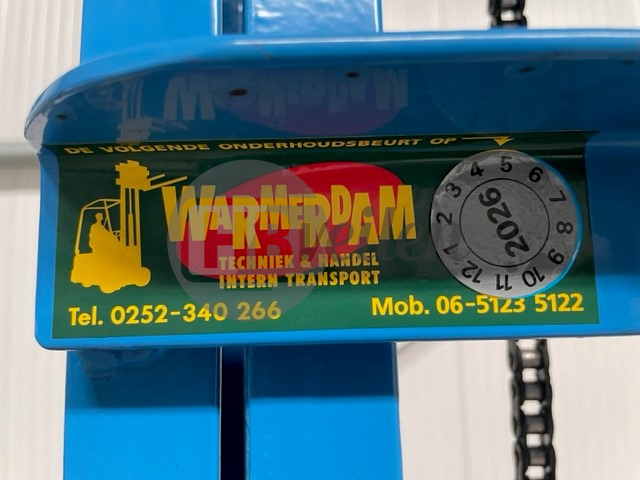 DE VOLGENDE ONDERHOUDSBEURT OP
WARMERDAM
TECHNIEK & HANDEL
INTERN TRANSPORT
Tel. 0252-340 266
Mob. 06-5123 5122
1 2 3 4 5 6 7 8 9 10 11 12
2026